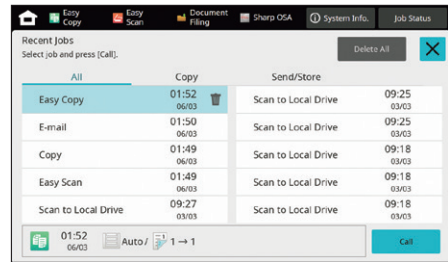 Easy Copy
Easy Scan
Document Filing
Sharp OSA
System Info.
Job Status
Recent Jobs
Select job and press [Call].
Delete All
All
Copy
Send/Store
Easy Copy 01:52 06/03
Scan to Local Drive 09:25 03/03
E-mail 01:50 06/03
Scan to Local Drive 09:25 03/03
Copy 01:49 06/03
Scan to Local Drive 09:18 03/03
Easy Scan 01:49 06/03
Scan to Local Drive 09:18 03/03
Scan to Local Drive 09:27 03/03
Scan to Local Drive 09:18 03/03
01:52 06/03 Auto / 1 → 1
Call